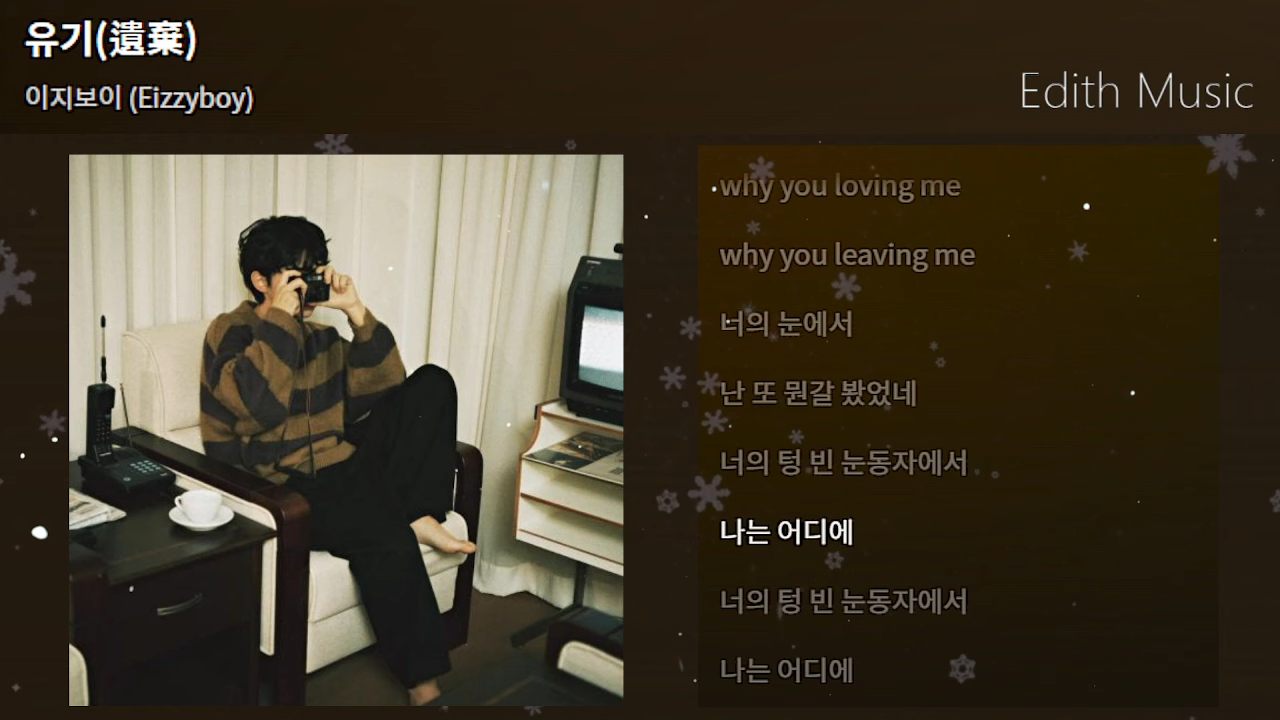 유기(遺棄)
이지보이 (Eizzyboy)
Edith Music
why you loving me
why you leaving me
너의 눈에서
난 또 뭔갈 봤었네
너의 텅 빈 눈동자에서
나는 어디에
너의 텅 빈 눈동자에서
나는 어디에